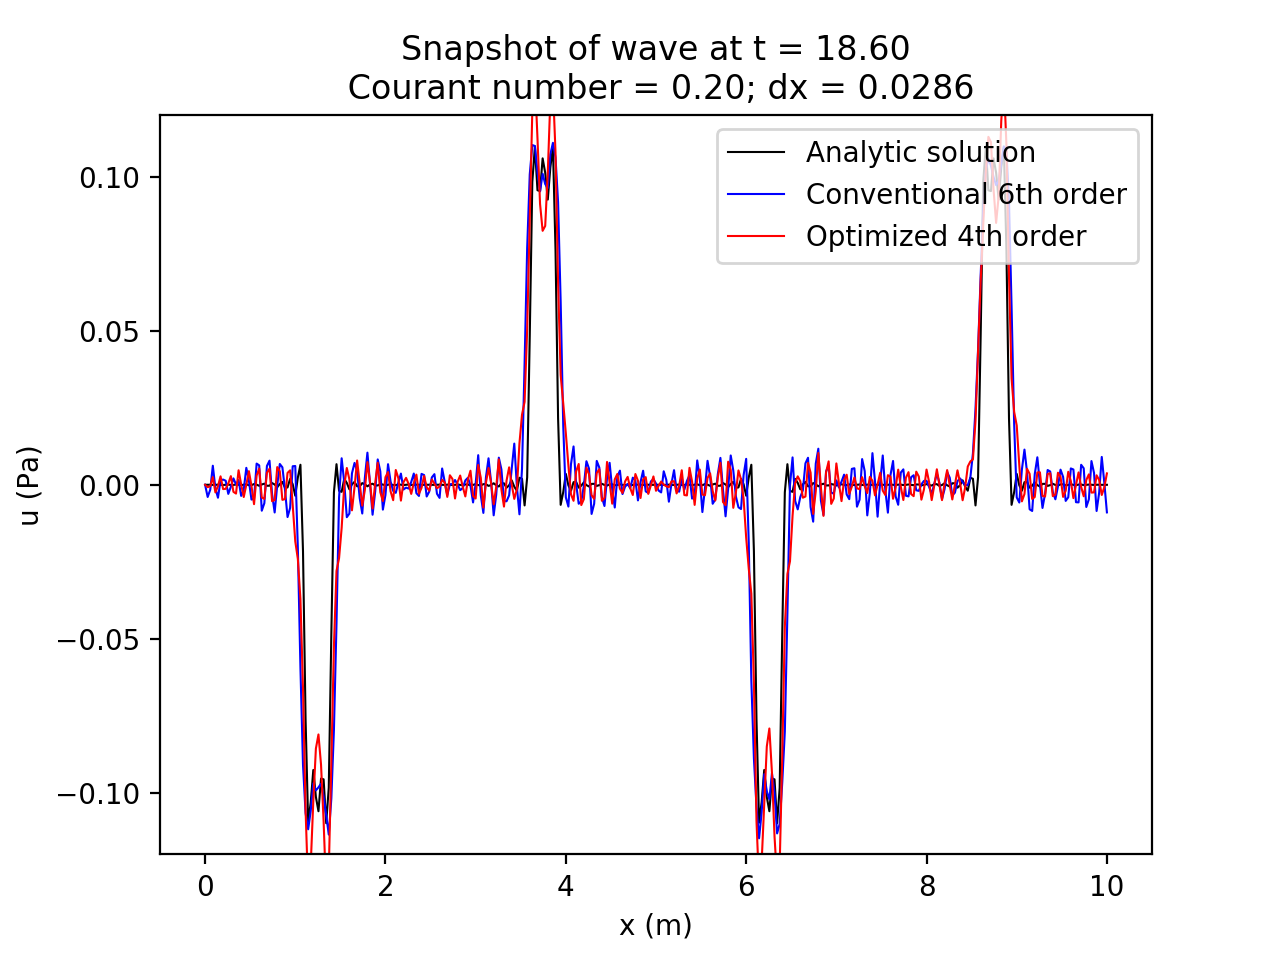 Snapshot of wave at t = 18.60
Courant number = 0.20; dx = 0.0286
Analytic solution
Conventional 6th order
Optimized 4th order
u (Pa)
0.10
0.05
0.00
−0.05
−0.10
0 2 4 6 8 10
x (m)